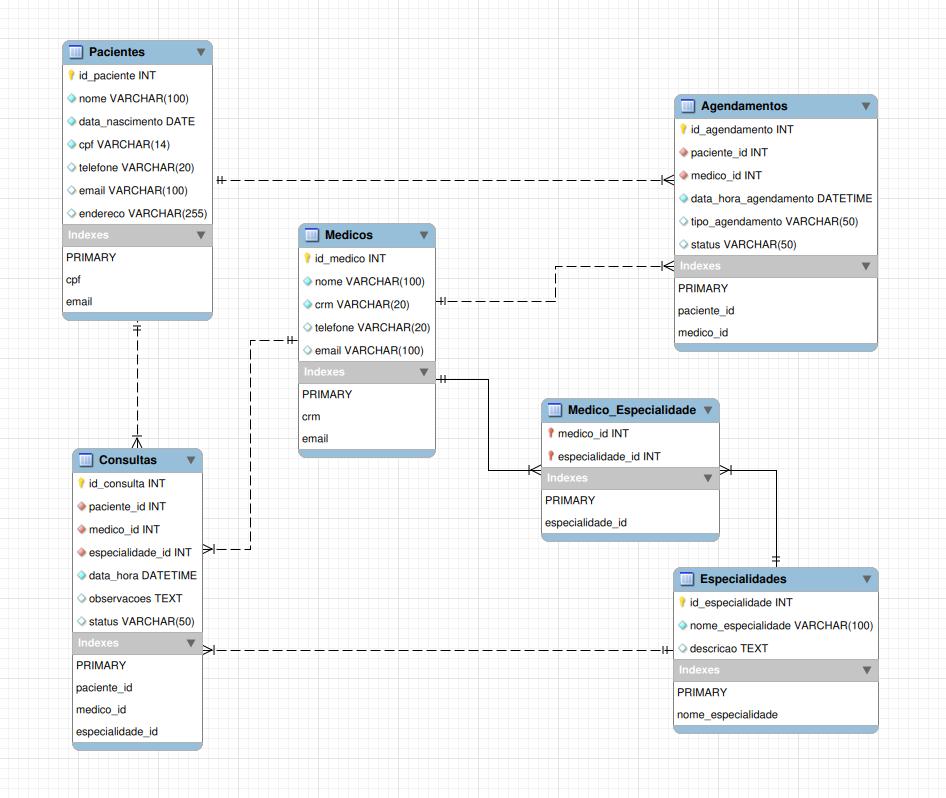 Pacientes
id_paciente INT
nome VARCHAR(100)
data_nascimento DATE
cpf VARCHAR(14)
telefone VARCHAR(20)
email VARCHAR(100)
endereco VARCHAR(255)
Indexes
PRIMARY
cpf
email
Agendamentos
id_agendamento INT
paciente_id INT
medico_id INT
data_hora_agendamento DATETIME
tipo_agendamento VARCHAR(50)
status VARCHAR(50)
Indexes
PRIMARY
paciente_id
medico_id
Medicos
id_medico INT
nome VARCHAR(100)
crm VARCHAR(20)
telefone VARCHAR(20)
email VARCHAR(100)
Indexes
PRIMARY
crm
email
Medico_Especialidade
medico_id INT
especialidade_id INT
Indexes
PRIMARY
especialidade_id
Consultas
id_consulta INT
paciente_id INT
medico_id INT
especialidade_id INT
data_hora DATETIME
observacoes TEXT
status VARCHAR(50)
Indexes
PRIMARY
paciente_id
medico_id
especialidade_id
Especialidades
id_especialidade INT
nome_especialidade VARCHAR(100)
descricao TEXT
Indexes
PRIMARY
nome_especialidade